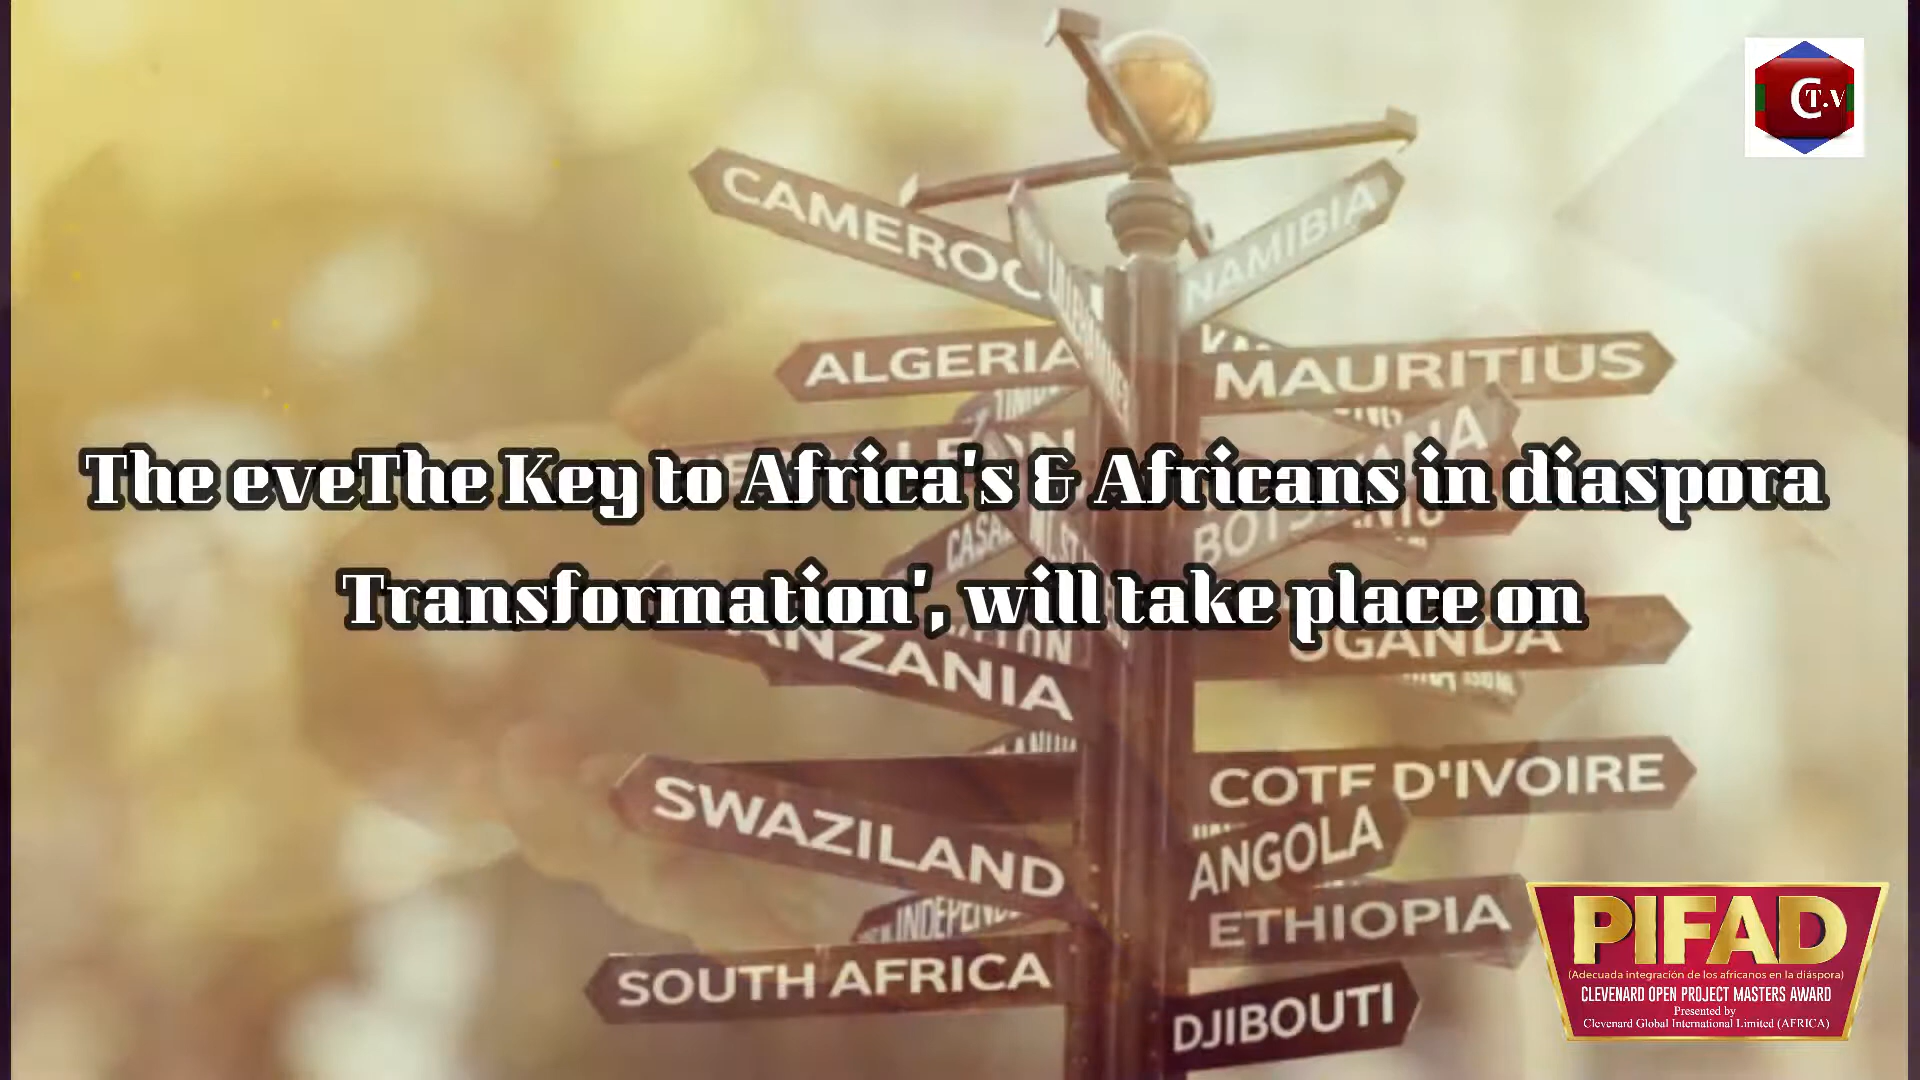 CT.V
CAMEROO
NAMIBIA
ALGERIA
MAURITIUS
The eveThe Key to Africa's & Africans in diaspora
Transformation', will take place on
UGANDA
SWAZILAND
COTE D'IVOIRE
ANGOLA
ETHIOPIA
SOUTH AFRICA
DJIBOUTI
PIFAD
(Adecuada integración de los africanos en la diáspora)
CLEVENARD OPEN PROJECT MASTERS AWARD
Presented by
Clevenard Global International Limited (AFRICA)